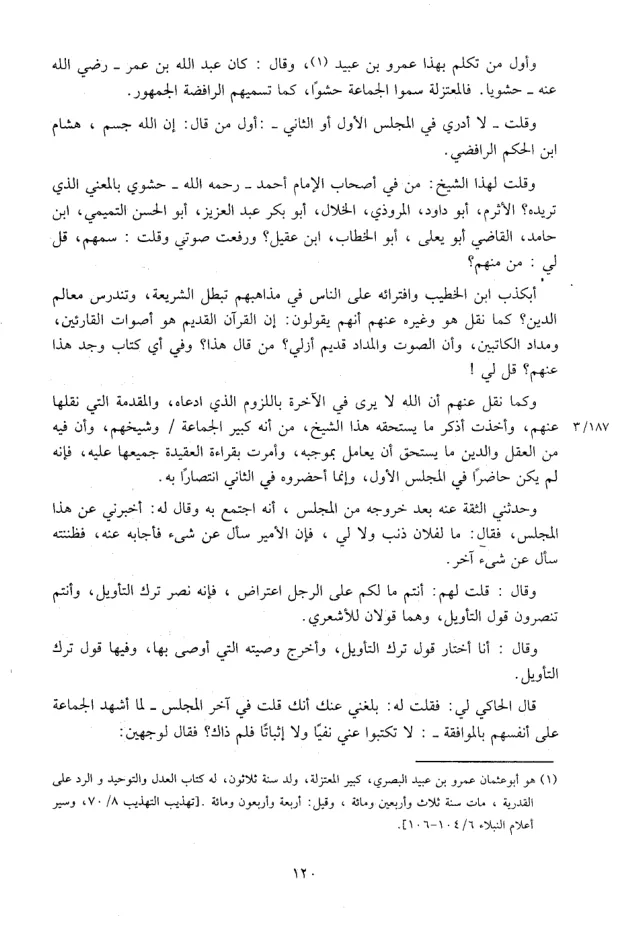 وأول من تكلم بهذا عمرو بن عبيد (١)، وقال : كان عبد الله بن عمر ـ رضي الله
عنه ـ حشويا. فالمعتزلة سموا الجماعة حشوًا، كما تسميهم الرافضة الجمهور.
وقلت ـ لا أدري في المجلس الأول أو الثاني ـ :أول من قال: إن الله جسم ، هشام
ابن الحكم الرافضي.
وقلت لهذا الشيخ: من في أصحاب الإمام أحمد ـ رحمه الله ـ حشوي بالمعني الذي
تريده؟ الأثرم، أبو داود، المروذي، الخلال، أبو بكر عبد العزيز، أبو الحسن التميمي، ابن
حامد، القاضي أبو يعلى ، أبو الخطاب، ابن عقيل؟ ورفعت صوتي وقلت : سمهم، قل
لي : من منهم؟
أبكذب ابن الخطيب وافترائه على الناس في مذاهبهم تبطل الشريعة، وتندرس معالم
الدين؟ كما نقل هو وغيره عنهم أنهم يقولون: إن القرآن القديم هو أصوات القارئين،
ومداد الكاتبين، وأن الصوت والمداد قديم أزلي؟ من قال هذا؟ وفي أي كتاب وجد هذا
عنهم؟ قل لي !
وكما نقل عنهم أن الله لا يرى في الآخرة باللزوم الذي ادعاه، والمقدمة التي نقلها
٣/١٨٧ عنهم، وأخذت أذكر ما يستحقه هذا الشيخ، من أنه كبير الجماعة / وشيخهم، وأن فيه
من العقل والدين ما يستحق أن يعامل بموجبه، وأمرت بقراءة العقيدة جميعها عليه، فإنه
لم يكن حاضرًا في المجلس الأول، وإنما أحضروه في الثاني انتصارًا به.
وحدثني الثقة عنه بعد خروجه من المجلس ، أنه اجتمع به وقال له: أخبرني عن هذا
المجلس، فقال: ما لفلان ذنب ولا لي ، فإن الأمير سأل عن شىء فأجابه عنه، فظننته
سأل عن شىء آخر.
وقال : قلت لهم: أنتم ما لكم على الرجل اعتراض ، فإنه نصر ترك التأويل، وأنتم
تنصرون قول التأويل، وهما قولان للأشعري.
وقال : أنا أختار قول ترك التأويل، وأخرج وصيته التي أوصى بها، وفيها قول ترك
التأويل.
قال الحاكي لي: فقلت له: بلغني عنك أنك قلت في آخر المجلس ـ لما أشهد الجماعة
على أنفسهم بالموافقة ـ : لا تكتبوا عني نفيًا ولا إثباتًا فلم ذاك؟ فقال لوجهين:
(١) هو أبوعثمان عمرو بن عبيد البصري، كبير المعتزلة، ولد سنة ثلاثون، له كتاب العدل والتوحيد و الرد على
القدرية ، مات سنة ثلاث وأربعين ومائة ، وقيل: أربعة وأربعون ومائة .[تهذيب التهذيب ٨/ ٧٠، وسير
أعلام النبلاء ٦/ ١٠٤-١٠٦].
١٢٠